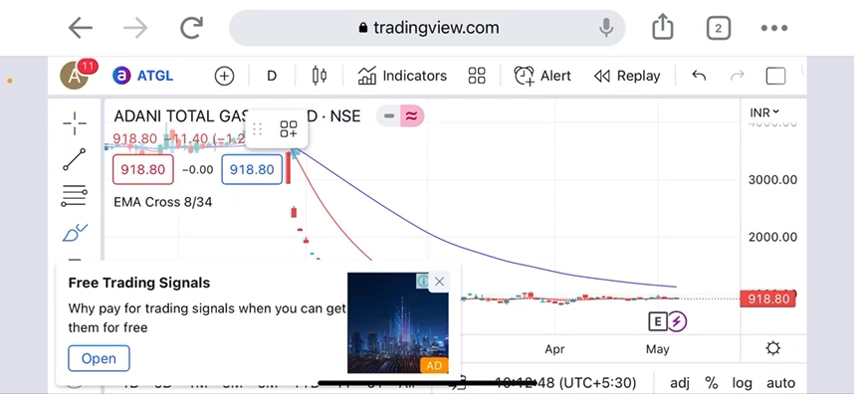 tradingview.com
2
A
11
ATGL
D
Indicators
Alert
Replay
ADANI TOTAL GAS D · NSE
INR
918.80 −11.40 (−1.2
918.80
−0.00
918.80
3000.00
EMA Cross 8/34
2000.00
Free Trading Signals
Why pay for trading signals when you can get
them for free
Open
AD
918.80
E
Apr
May
(UTC+5:30)
adj
%
log
auto